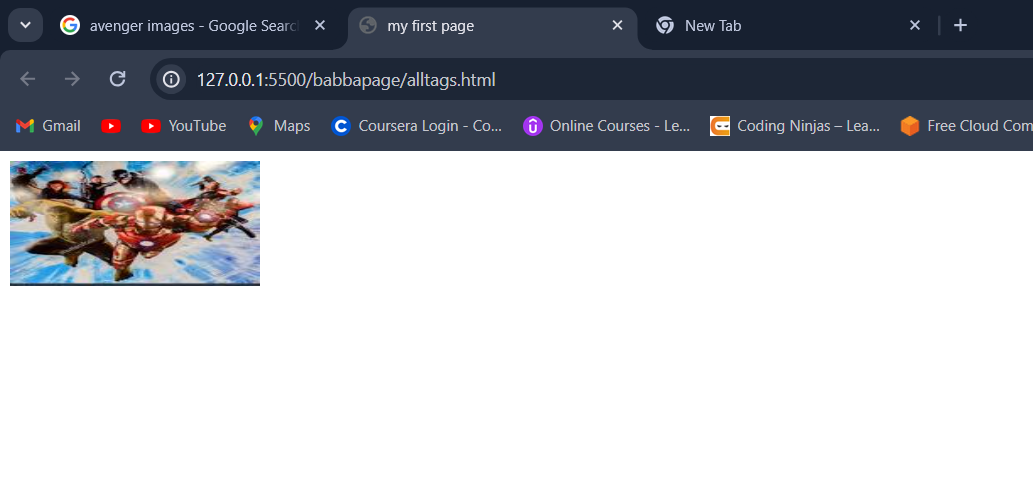 avenger images - Google Searc
my first page
New Tab
127.0.0.1:5500/babbapage/alltags.html
Gmail
YouTube
Maps
Coursera Login - Co...
Online Courses - Le...
Coding Ninjas – Lea...
Free Cloud Com